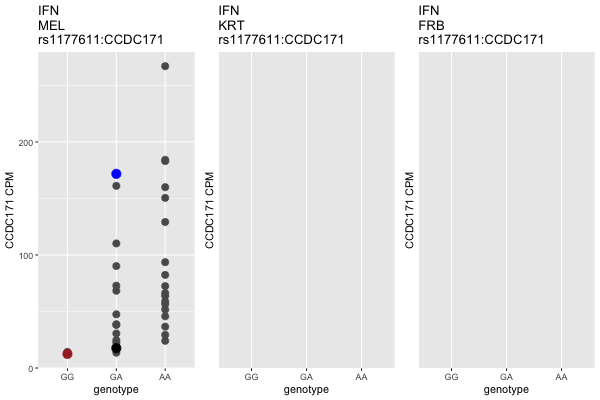 IFN
MEL
rs1177611:CCDC171
IFN
KRT
rs1177611:CCDC171
IFN
FRB
rs1177611:CCDC171
CCDC171 CPM
200
100
0
GG GA AA
genotype
CCDC171 CPM
GG GA AA
genotype
CCDC171 CPM
GG GA AA
genotype